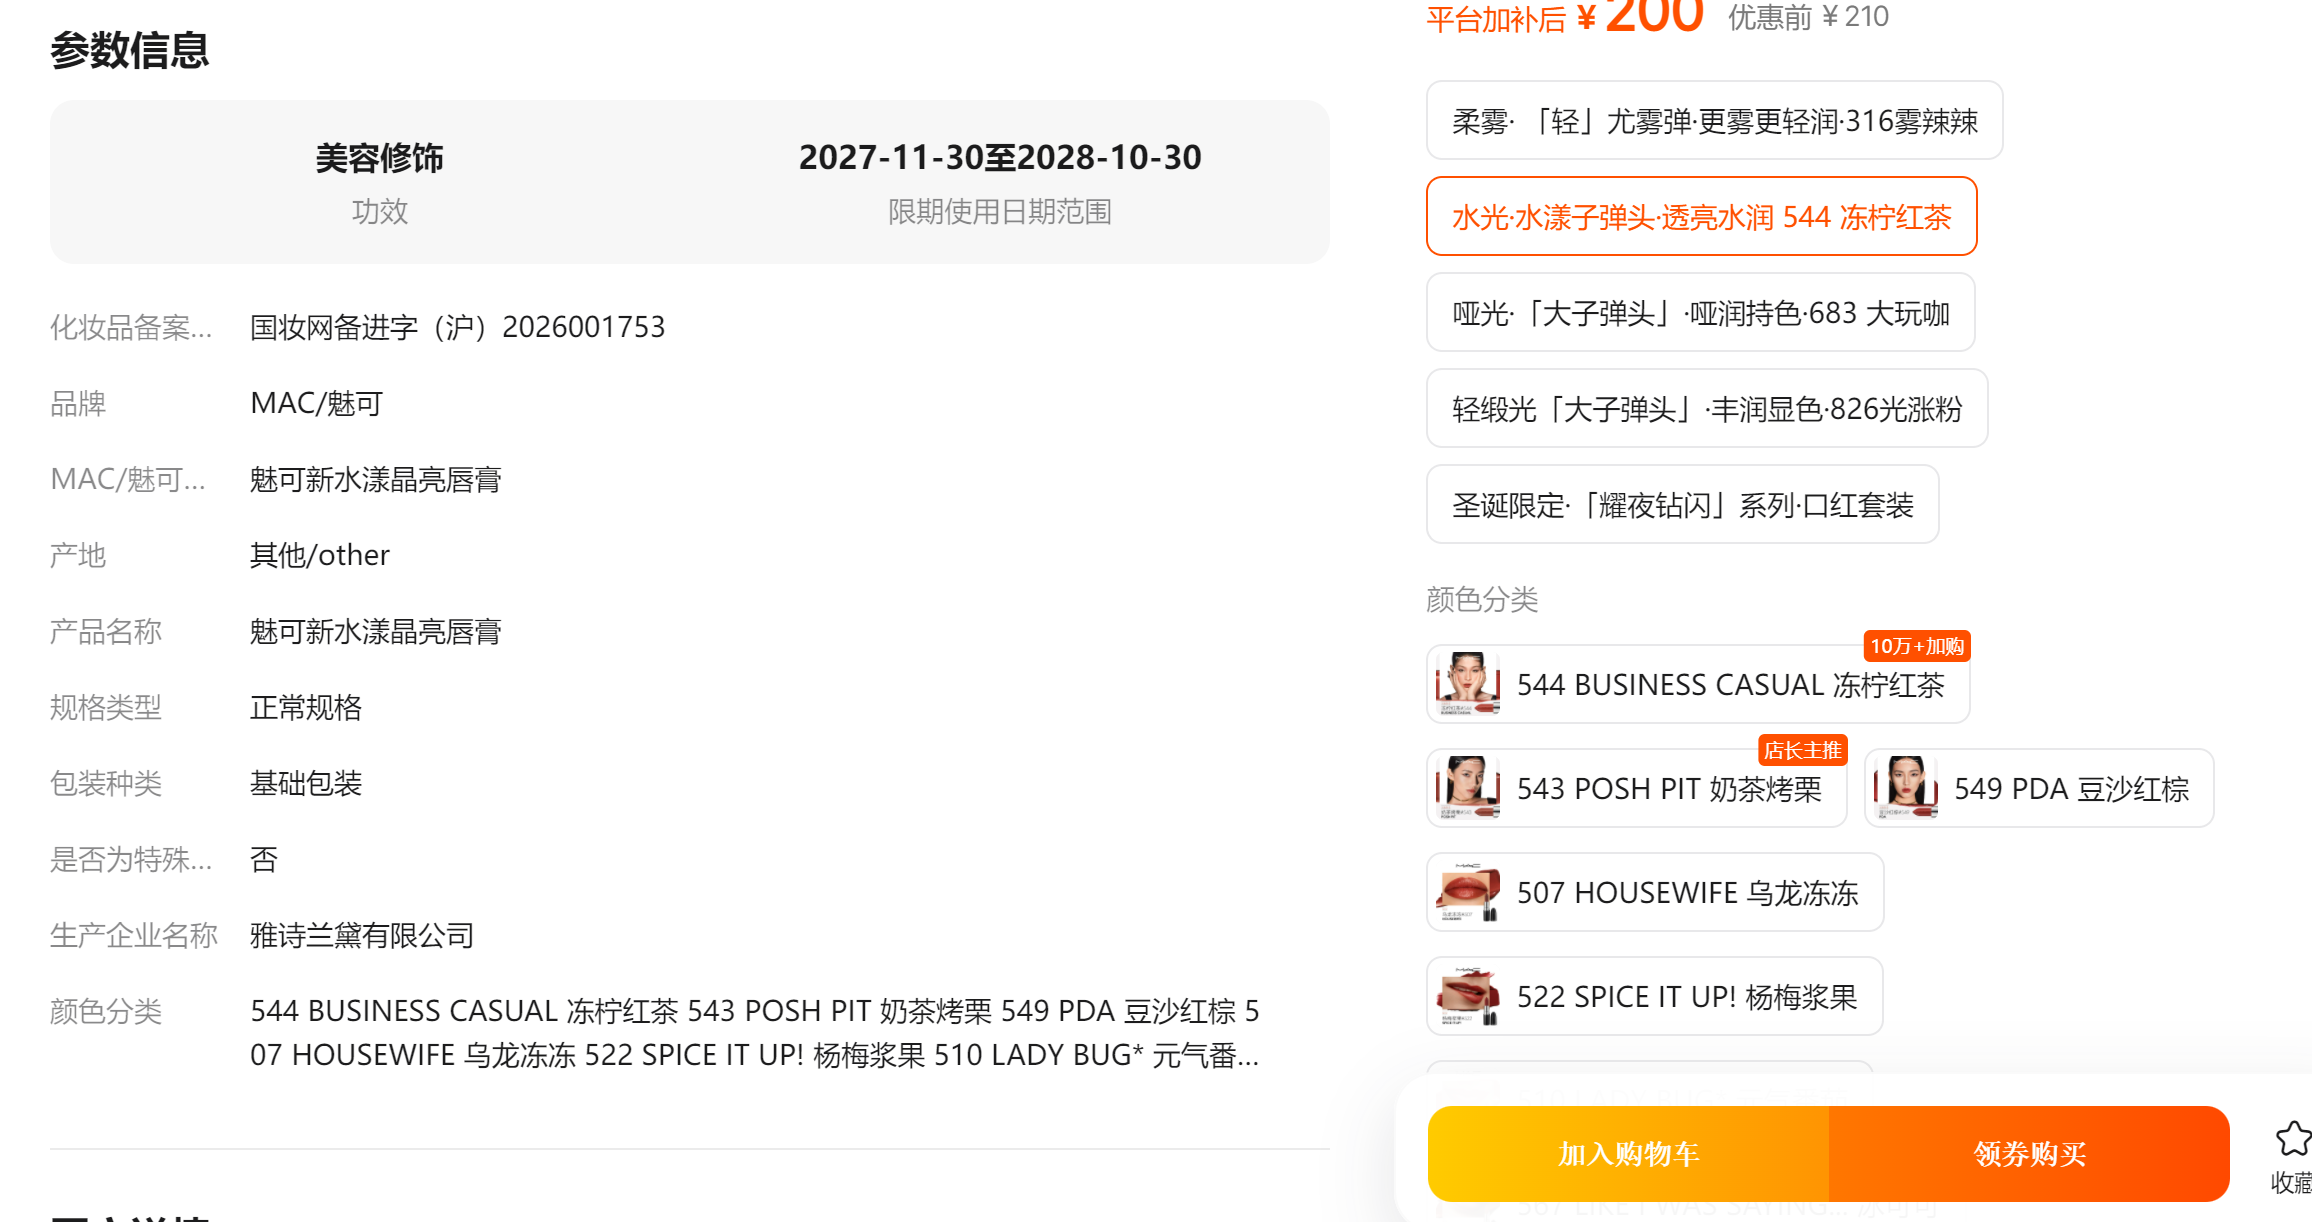 参数信息
美容修饰
功效
2027-11-30至2028-10-30
限期使用日期范围
化妆品备案... 国妆网备进字（沪）2026001753
品牌 MAC/魅可
MAC/魅可... 魅可新水漾晶亮唇膏
产地 其他/other
产品名称 魅可新水漾晶亮唇膏
规格类型 正常规格
包装种类 基础包装
是否为特殊... 否
生产企业名称 雅诗兰黛有限公司
颜色分类 544 BUSINESS CASUAL 冻柠红茶 543 POSH PIT 奶茶烤栗 549 PDA 豆沙红棕 5
07 HOUSEWIFE 乌龙冻冻 522 SPICE IT UP! 杨梅浆果 510 LADY BUG* 元气番...
平台加补后 ¥200 优惠前 ¥210
柔雾·「轻」尤雾弹·更雾更轻润·316雾辣辣
水光·水漾子弹头·透亮水润 544 冻柠红茶
哑光·「大子弹头」·哑润持色·683 大玩咖
轻缎光「大子弹头」·丰润显色·826光涨粉
圣诞限定·「耀夜钻闪」系列·口红套装
颜色分类
10万+加购
544 BUSINESS CASUAL 冻柠红茶
店长主推
543 POSH PIT 奶茶烤栗
549 PDA 豆沙红棕
507 HOUSEWIFE 乌龙冻冻
522 SPICE IT UP! 杨梅浆果
加入购物车
领券购买
收藏